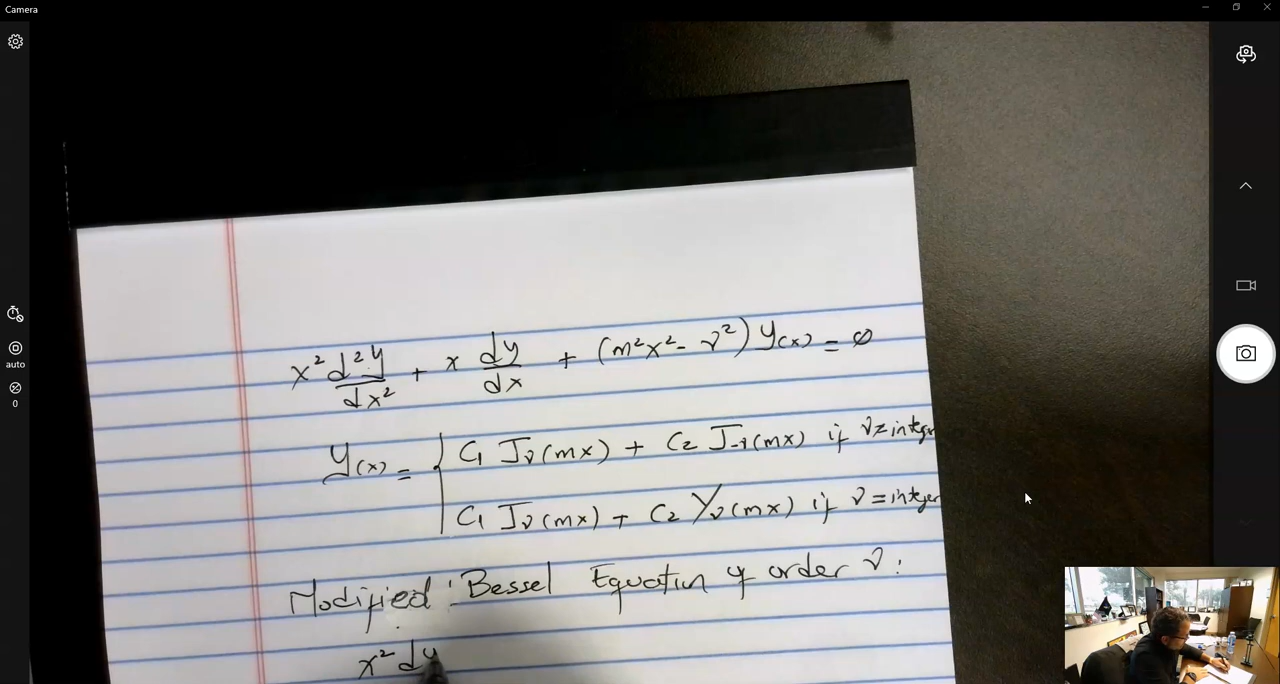 Camera
x² d²y/dx² + x dy/dx + (m²x² - ν²) y(x) = 0
y(x) = { C₁ Jν(mx) + C₂ J-ν(mx) if ν≠
C₁ Jν(mx) + C₂ Yν(mx) if ν = integer
Modified Bessel Equation of order ν:
x² dy
auto
0